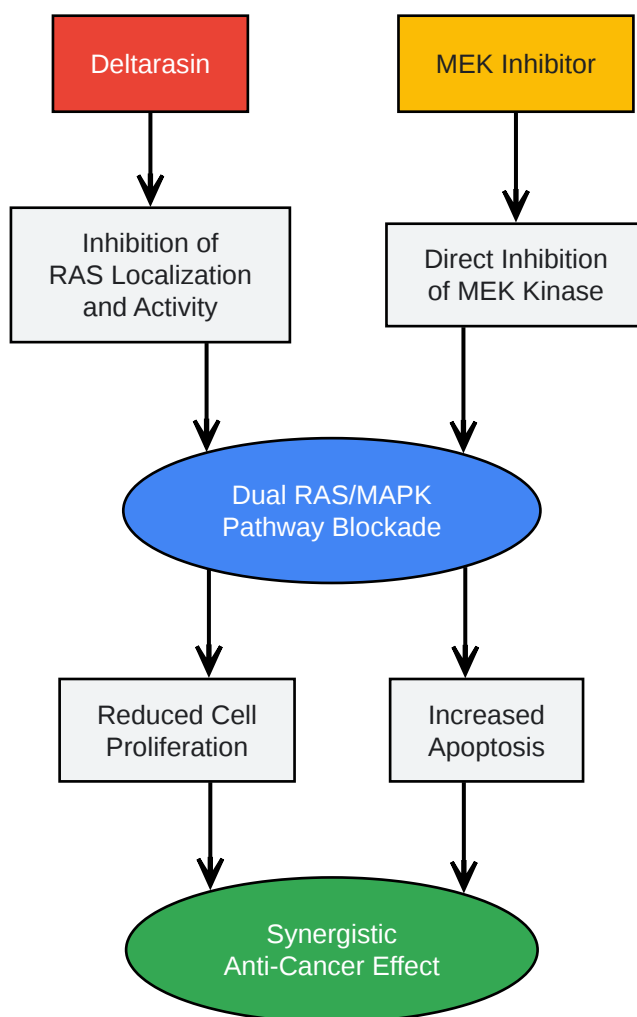 Deltarasin
MEK Inhibitor
Inhibition of
RAS Localization
and Activity
Direct Inhibition
of MEK Kinase
Dual RAS/MAPK
Pathway Blockade
Reduced Cell
Proliferation
Increased
Apoptosis
Synergistic
Anti-Cancer Effect